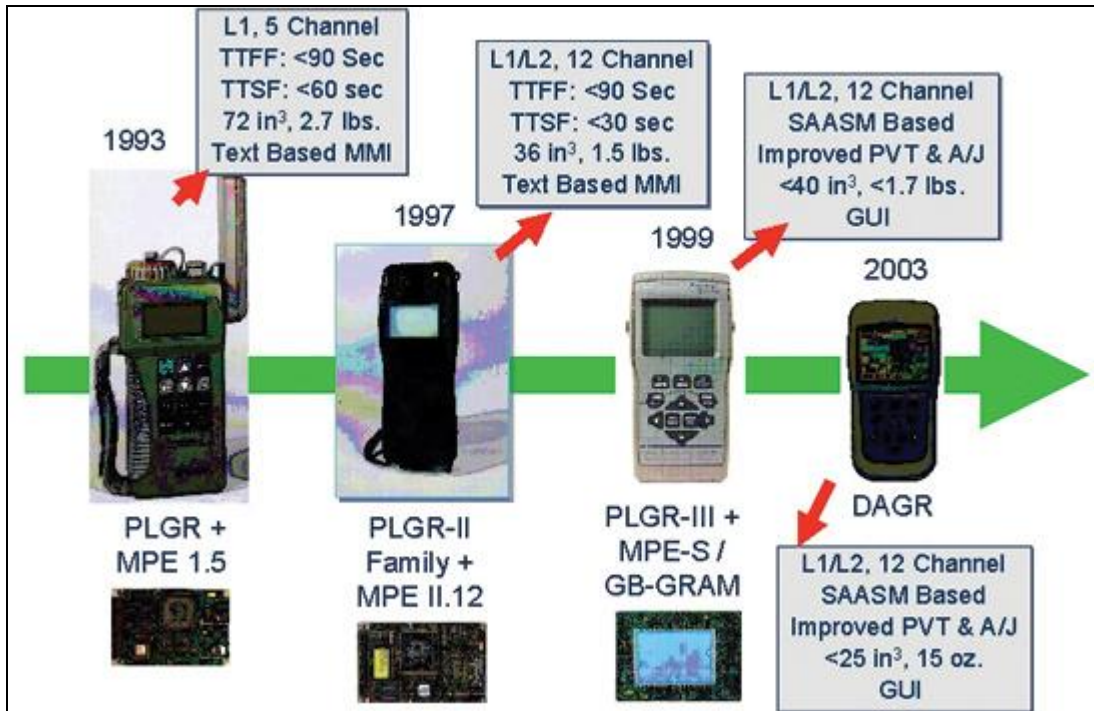 L1, 5 Channel
TTFF: <90 Sec
TTSF: <60 sec
72 in³, 2.7 lbs.
Text Based MMI
1993
PLGR +
MPE 1.5
L1/L2, 12 Channel
TTFF: <90 Sec
TTSF: <30 sec
36 in³, 1.5 lbs.
Text Based MMI
1997
PLGR-II
Family +
MPE II.12
L1/L2, 12 Channel
SAASM Based
Improved PVT & A/J
<40 in³, <1.7 lbs.
GUI
1999
PLGR-III +
MPE-S /
GB-GRAM
2003
DAGR
L1/L2, 12 Channel
SAASM Based
Improved PVT & A/J
<25 in³, 15 oz.
GUI